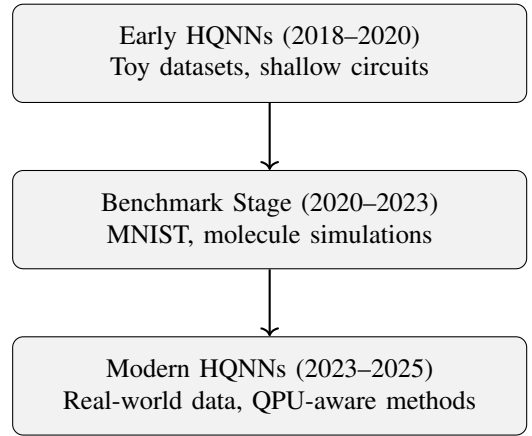 Early HQNNs (2018–2020)
Toy datasets, shallow circuits
Benchmark Stage (2020–2023)
MNIST, molecule simulations
Modern HQNNs (2023–2025)
Real-world data, QPU-aware methods